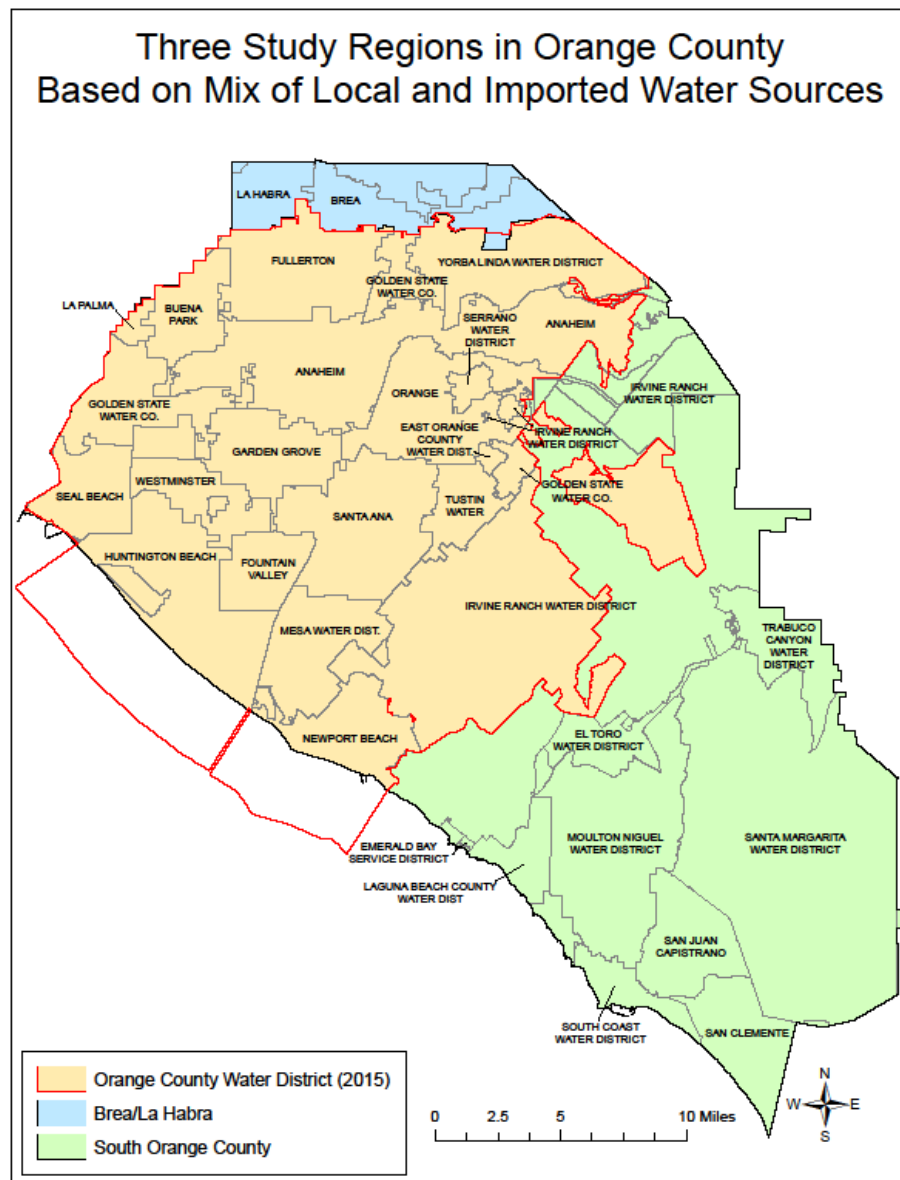 Three Study Regions in Orange County
Based on Mix of Local and Imported Water Sources
LA HABRA
BREA
FULLERTON
YORBA LINDA WATER DISTRICT
GOLDEN STATE
WATER CO.
LA PALMA
BUENA
PARK
SERRANO
WATER
DISTRICT
ANAHEIM
ANAHEIM
IRVINE RANCH
WATER DISTRICT
ORANGE
GOLDEN STATE
WATER CO.
EAST ORANGE
COUNTY
WATER DIST.
IRVINE RANCH
WATER DISTRICT
GARDEN GROVE
WESTMINSTER
GOLDEN STATE
WATER CO.
SEAL BEACH
TUSTIN
WATER
SANTA ANA
HUNTINGTON BEACH
FOUNTAIN
VALLEY
IRVINE RANCH WATER DISTRICT
MESA WATER DIST.
TRABUCO
CANYON
WATER
DISTRICT
NEWPORT BEACH
EL TORO
WATER DISTRICT
EMERALD BAY
SERVICE DISTRICT
MOULTON NIGUEL
WATER DISTRICT
SANTA MARGARITA
WATER DISTRICT
LAGUNA BEACH COUNTY
WATER DIST
SAN JUAN
CAPISTRANO
SOUTH COAST
WATER DISTRICT
SAN CLEMENTE
Orange County Water District (2015)
Brea/La Habra
South Orange County
0 2.5 5 10 Miles
N
W E
S